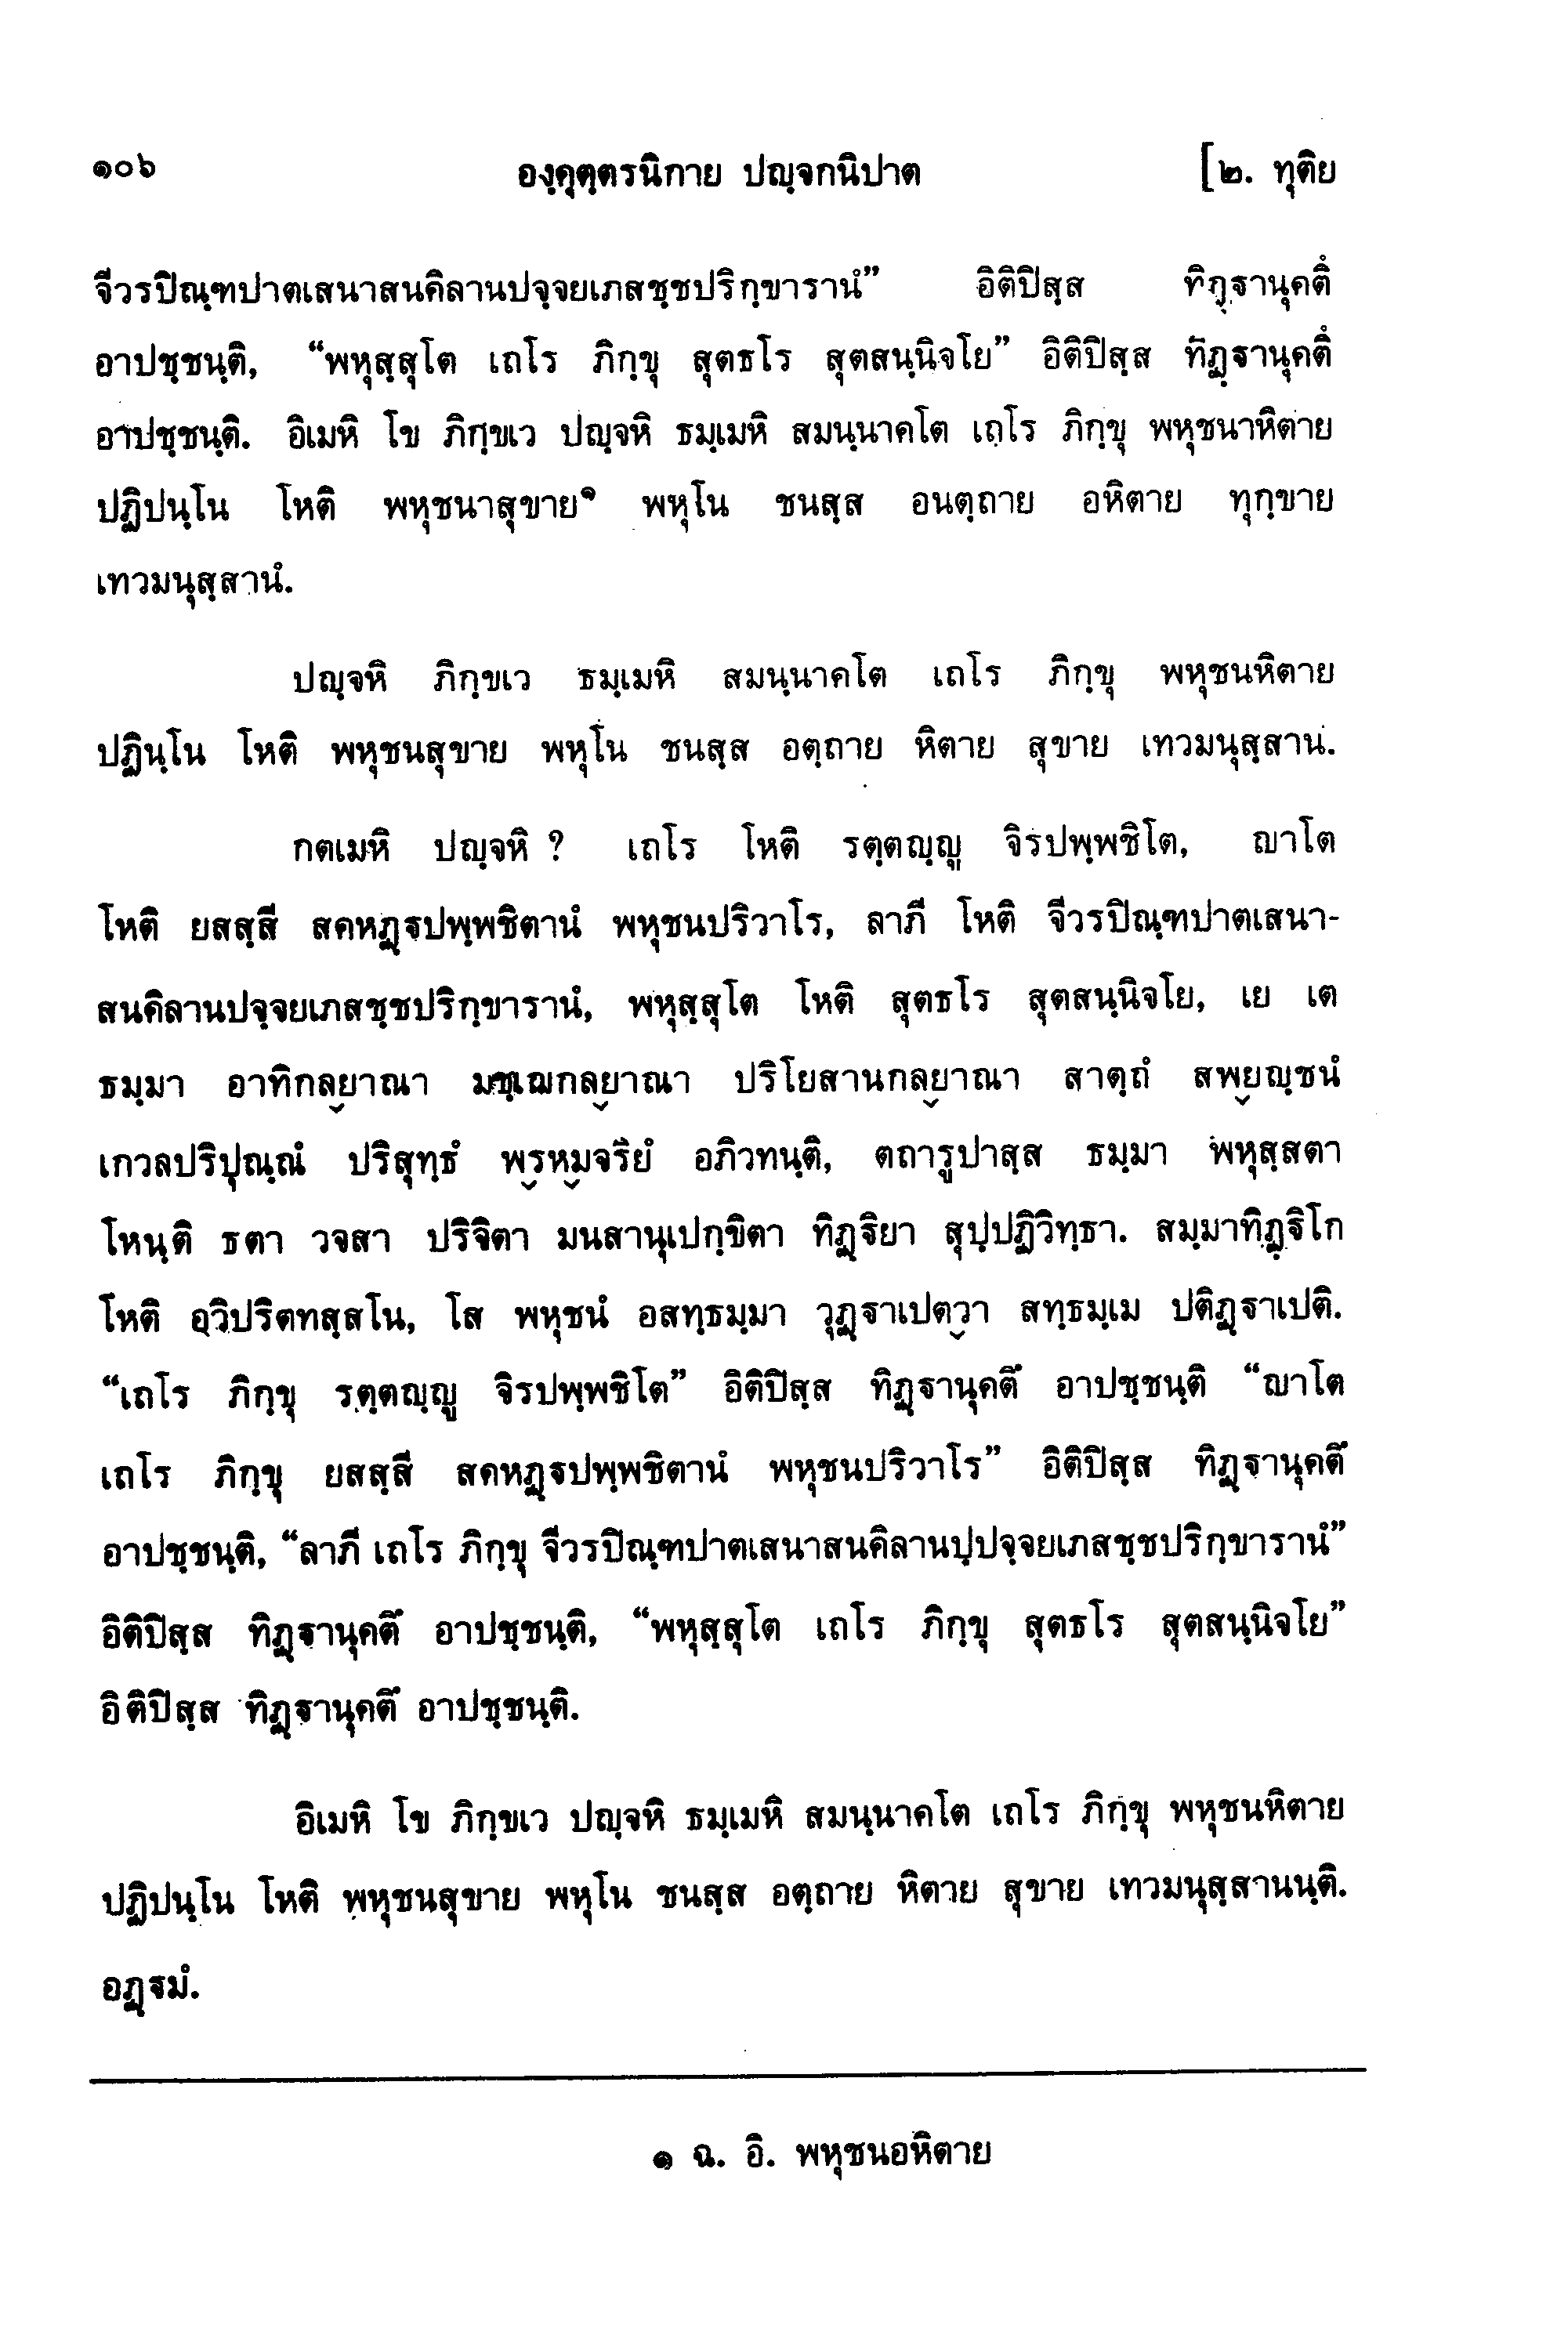 ๑๐๖ องฺคุตฺตรนิกาย ปญฺจกนิปาต [๒. ทุติย
จีวรปิณฺฑปาตเสนาสนคิลานปจฺจยเภสชฺชปริกฺขารานํ” อิติปิสฺส ทิฏฺฐานุคตึ
อาปชฺชนฺติ, “พหุสฺสุโต เถโร ภิกฺขุ สุตธโร สุตสนฺนิจโย” อิติปิสฺส ทิฏฺฐานุคตึ
อาปชฺชนฺติ. อิเมหิ โข ภิกฺขเว ปญฺจหิ ธมฺเมหิ สมนฺนาคโต เถโร ภิกฺขุ พหุชนาหิตาย
ปฏิปนฺโน โหติ พหุชนาสุขาย๑ พหุโน ชนสฺส อนตฺถาย อหิตาย ทุกฺขาย
เทวมนุสฺสานํ.
ปญฺจหิ ภิกฺขเว ธมฺเมหิ สมนฺนาคโต เถโร ภิกฺขุ พหุชนหิตาย
ปฏินฺโน โหติ พหุชนสุขาย พหุโน ชนสฺส อตฺถาย หิตาย สุขาย เทวมนุสฺสานํ.
กตเมหิ ปญฺจหิ ? เถโร โหติ รตฺตญฺญู จิรปพฺพชิโต, ญาโต
โหติ ยสสฺสี สคหฏฺฐปพฺพชิตานํ พหุชนปริวาโร, ลาภี โหติ จีวรปิณฺฑปาตเสนา-
สนคิลานปจฺจยเภสชฺชปริกฺขารานํ, พหุสฺสุโต โหติ สุตธโร สุตสนฺนิจโย, เย เต
ธมฺมา อาทิกลฺยาณา มชฺเฌกลฺยาณา ปริโยสานกลฺยาณา สาตฺถํ สพฺยญฺชนํ
เกวลปริปุณฺณํ ปริสุทฺธํ พฺรหฺมจริยํ อภิวทนฺติ, ตถารูปาสฺส ธมฺมา พหุสฺสตา
โหนฺติ ธตา วจสา ปริจิตา มนสานุเปกฺขิตา ทิฏฺฐิยา สุปฺปฏิวิทฺธา. สมฺมาทิฏฺฐิโก
โหติ อวิปริตทสฺสโน, โส พหุชนํ อสทฺธมฺมา วุฏฺฐาเปตฺวา สทฺธมฺเม ปติฏฺฐาเปติ.
“เถโร ภิกฺขุ รตฺตญฺญู จิรปพฺพชิโต” อิติปิสฺส ทิฏฺฐานุคตึ อาปชฺชนฺติ “ญาโต
เถโร ภิกฺขุ ยสสฺสี สคหฏฺฐปพฺพชิตานํ พหุชนปริวาโร” อิติปิสฺส ทิฏฺฐานุคตึ
อาปชฺชนฺติ, “ลาภี เถโร ภิกฺขุ จีวรปิณฺฑปาตเสนาสนคิลานปฺปจฺจยเภสชฺชปริกฺขารานํ”
อิติปิสฺส ทิฏฺฐานุคตึ อาปชฺชนฺติ, “พหุสฺสุโต เถโร ภิกฺขุ สุตธโร สุตสนฺนิจโย”
อิติปิสฺส ทิฏฺฐานุคตึ อาปชฺชนฺติ.
อิเมหิ โข ภิกฺขเว ปญฺจหิ ธมฺเมหิ สมนฺนาคโต เถโร ภิกฺขุ พหุชนหิตาย
ปฏิปนฺโน โหติ พหุชนสุขาย พหุโน ชนสฺส อตฺถาย หิตาย สุขาย เทวมนุสฺสานนฺติ.
อฏฺฐมํ.
๑ ฉ. อิ. พหุชนอหิตาย